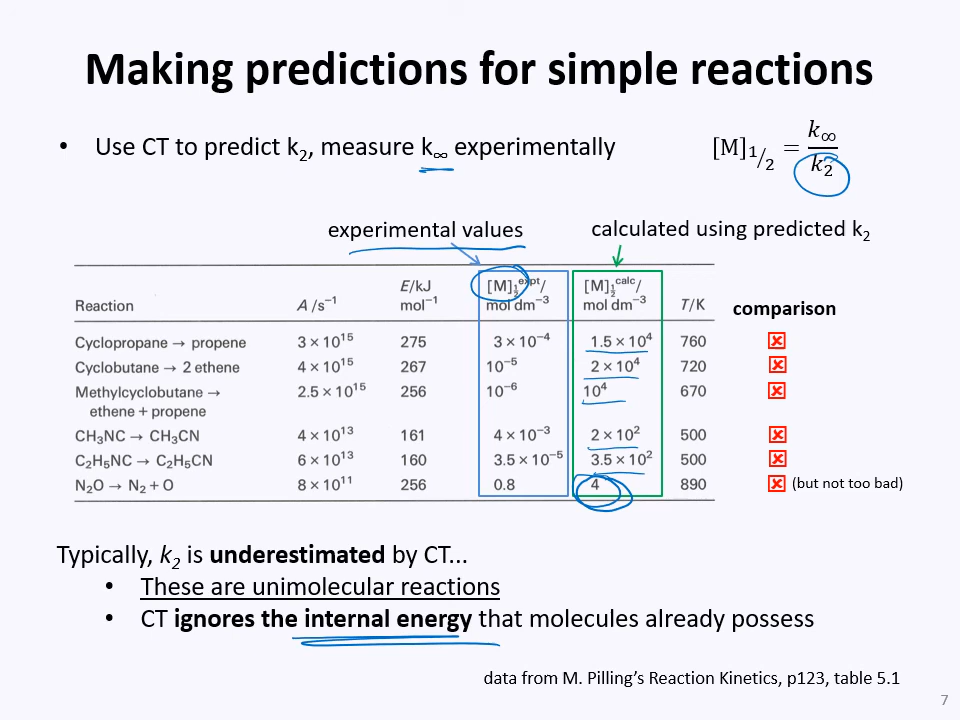 Making predictions for simple reactions
• Use CT to predict k₂, measure k∞ experimentally
[M]₁/₂ = k∞/k₂
experimental values
calculated using predicted k₂
Reaction A /s⁻¹ E/kJ mol⁻¹ [M]½ᵉˣᵖᵗ/ mol dm⁻³ [M]½ᶜᵃˡᶜ/ mol dm⁻³ T/K comparison
Cyclopropane → propene 3 × 10¹⁵ 275 3 × 10⁻⁴ 1.5 × 10⁴ 760 ☒
Cyclobutane → 2 ethene 4 × 10¹⁵ 267 10⁻⁵ 2 × 10⁴ 720 ☒
Methylcyclobutane → 2.5 × 10¹⁵ 256 10⁻⁶ 10⁴ 670 ☒
ethene + propene
CH₃NC → CH₃CN 4 × 10¹³ 161 4 × 10⁻³ 2 × 10² 500 ☒
C₂H₅NC → C₂H₅CN 6 × 10¹³ 160 3.5 × 10⁻⁵ 3.5 × 10² 500 ☒
N₂O → N₂ + O 8 × 10¹¹ 256 0.8 4 890 ☒ (but not too bad)
Typically, k₂ is underestimated by CT...
• These are unimolecular reactions
• CT ignores the internal energy that molecules already possess
data from M. Pilling's Reaction Kinetics, p123, table 5.1
7